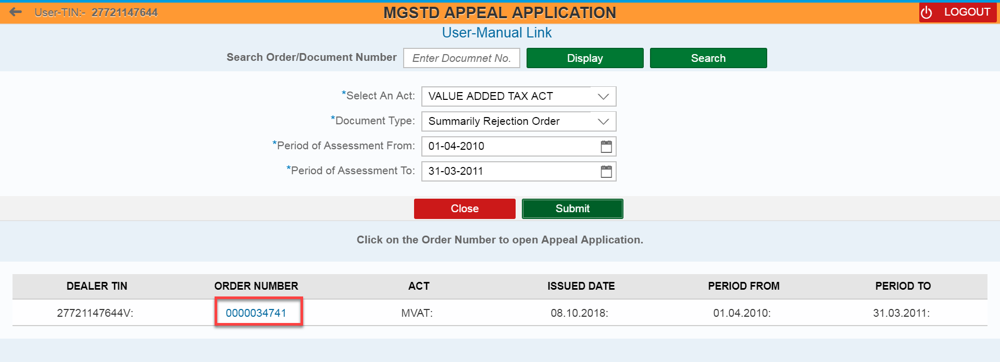 User-TIN:- 27721147644 MGSTD APPEAL APPLICATION LOGOUT
User-Manual Link
Search Order/Document Number Enter Documnet No. Display Search
*Select An Act: VALUE ADDED TAX ACT
*Document Type: Summarily Rejection Order
*Period of Assessment From: 01-04-2010
*Period of Assessment To: 31-03-2011
Close Submit
Click on the Order Number to open Appeal Application.
DEALER TIN ORDER NUMBER ACT ISSUED DATE PERIOD FROM PERIOD TO
27721147644V: 0000034741 MVAT: 08.10.2018: 01.04.2010: 31.03.2011: